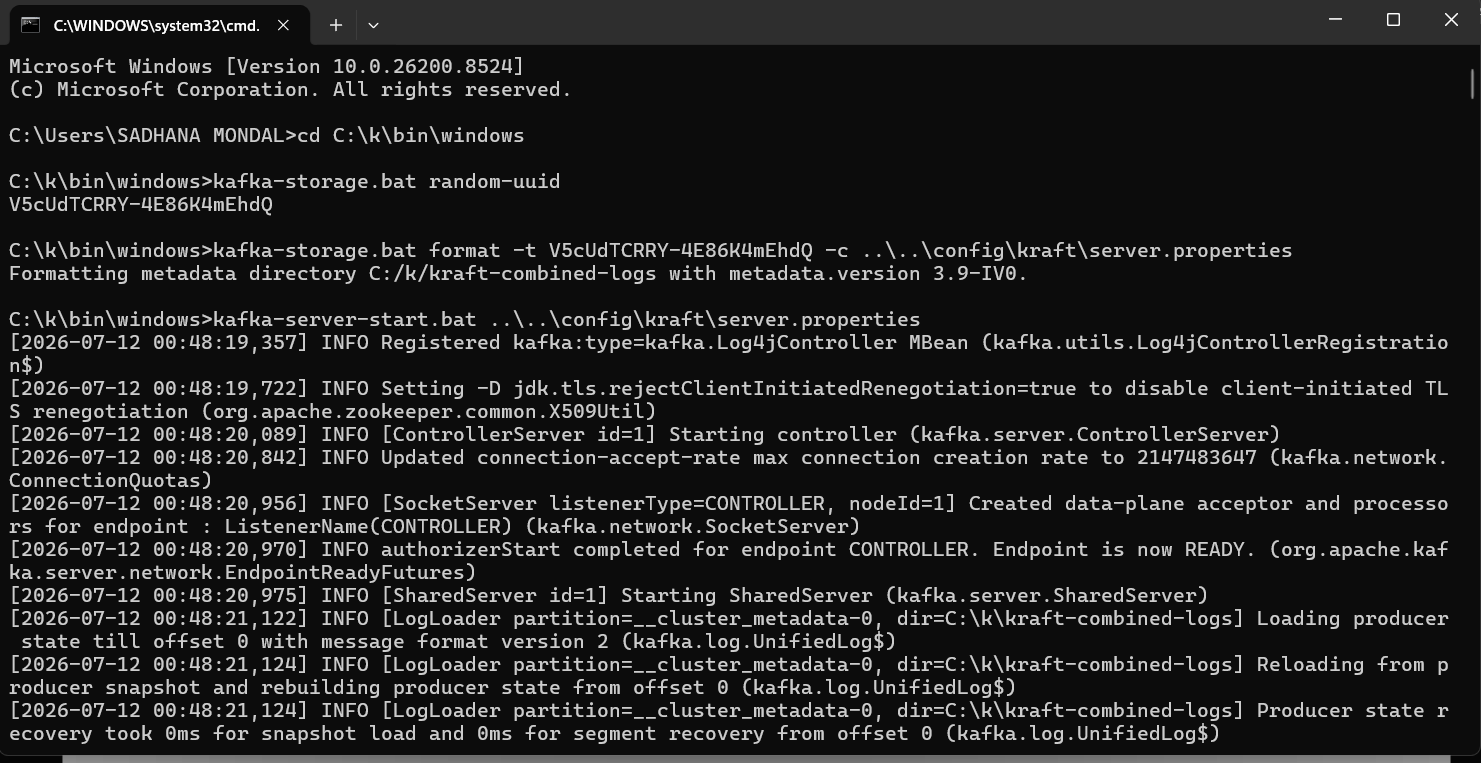 C:\WINDOWS\system32\cmd.
Microsoft Windows [Version 10.0.26200.8524]
(c) Microsoft Corporation. All rights reserved.
C:\Users\SADHANA MONDAL>cd C:\k\bin\windows
C:\k\bin\windows>kafka-storage.bat random-uuid
V5cUdTCRRY-4E86K4mEhdQ
C:\k\bin\windows>kafka-storage.bat format -t V5cUdTCRRY-4E86K4mEhdQ -c ..\..\config\kraft\server.properties
Formatting metadata directory C:/k/kraft-combined-logs with metadata.version 3.9-IV0.
C:\k\bin\windows>kafka-server-start.bat ..\..\config\kraft\server.properties
[2026-07-12 00:48:19,357] INFO Registered kafka:type=kafka.Log4jController MBean (kafka.utils.Log4jControllerRegistratio
n$)
[2026-07-12 00:48:19,722] INFO Setting -D jdk.tls.rejectClientInitiatedRenegotiation=true to disable client-initiated TL
S renegotiation (org.apache.zookeeper.common.X509Util)
[2026-07-12 00:48:20,089] INFO [ControllerServer id=1] Starting controller (kafka.server.ControllerServer)
[2026-07-12 00:48:20,842] INFO Updated connection-accept-rate max connection creation rate to 2147483647 (kafka.network.
ConnectionQuotas)
[2026-07-12 00:48:20,956] INFO [SocketServer listenerType=CONTROLLER, nodeId=1] Created data-plane acceptor and processo
rs for endpoint : ListenerName(CONTROLLER) (kafka.network.SocketServer)
[2026-07-12 00:48:20,970] INFO authorizerStart completed for endpoint CONTROLLER. Endpoint is now READY. (org.apache.kaf
ka.server.network.EndpointReadyFutures)
[2026-07-12 00:48:20,975] INFO [SharedServer id=1] Starting SharedServer (kafka.server.SharedServer)
[2026-07-12 00:48:21,122] INFO [LogLoader partition=__cluster_metadata-0, dir=C:\k\kraft-combined-logs] Loading producer
 state till offset 0 with message format version 2 (kafka.log.UnifiedLog$)
[2026-07-12 00:48:21,124] INFO [LogLoader partition=__cluster_metadata-0, dir=C:\k\kraft-combined-logs] Reloading from p
roducer snapshot and rebuilding producer state from offset 0 (kafka.log.UnifiedLog$)
[2026-07-12 00:48:21,124] INFO [LogLoader partition=__cluster_metadata-0, dir=C:\k\kraft-combined-logs] Producer state r
ecovery took 0ms for snapshot load and 0ms for segment recovery from offset 0 (kafka.log.UnifiedLog$)